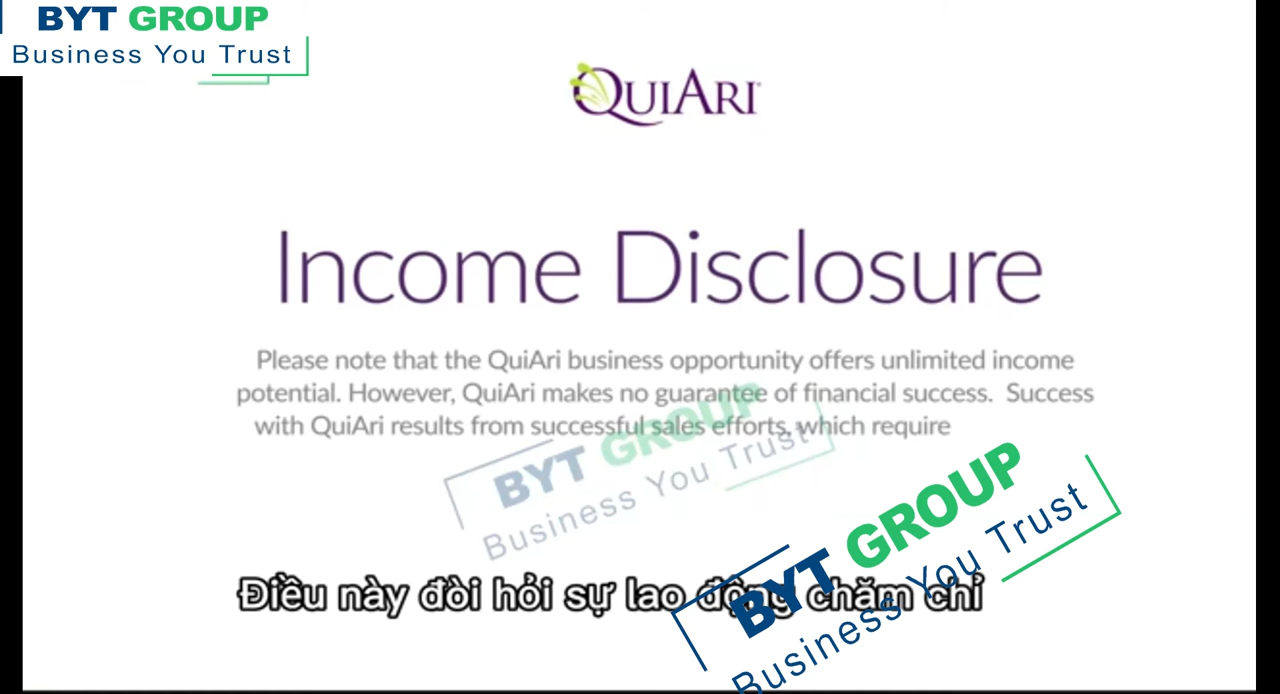 BYT GROUP
Business You Trust
QUIARI
Income Disclosure
Please note that the QuiAri business opportunity offers unlimited income
potential. However, QuiAri makes no guarantee of financial success. Success
with QuiAri results from successful sales efforts, which require
BYT GROUP
Business You Trust
BYT GROUP
Business You Trust
Điều này đòi hỏi sự lao động chăm chỉ